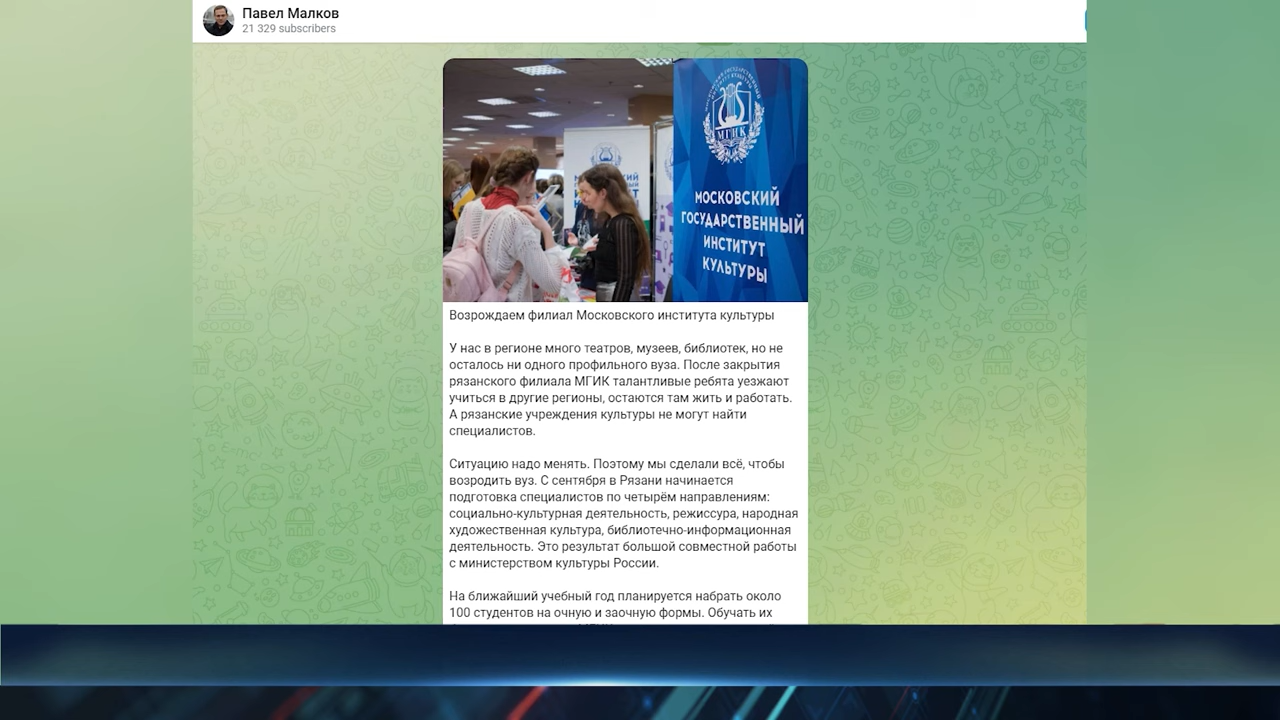 Павел Малков
21 329 subscribers
МГИК
МОСКОВСКИЙ
ГОСУДАРСТВЕННЫЙ
ИНСТИТУТ
КУЛЬТУРЫ
Возрождаем филиал Московского института культуры
У нас в регионе много театров, музеев, библиотек, но не
осталось ни одного профильного вуза. После закрытия
рязанского филиала МГИК талантливые ребята уезжают
учиться в другие регионы, остаются там жить и работать.
А рязанские учреждения культуры не могут найти
специалистов.
Ситуацию надо менять. Поэтому мы сделали всё, чтобы
возродить вуз. С сентября в Рязани начинается
подготовка специалистов по четырём направлениям:
социально-культурная деятельность, режиссура, народная
художественная культура, библиотечно-информационная
деятельность. Это результат большой совместной работы
с министерством культуры России.
На ближайший учебный год планируется набрать около
100 студентов на очную и заочную формы. Обучать их